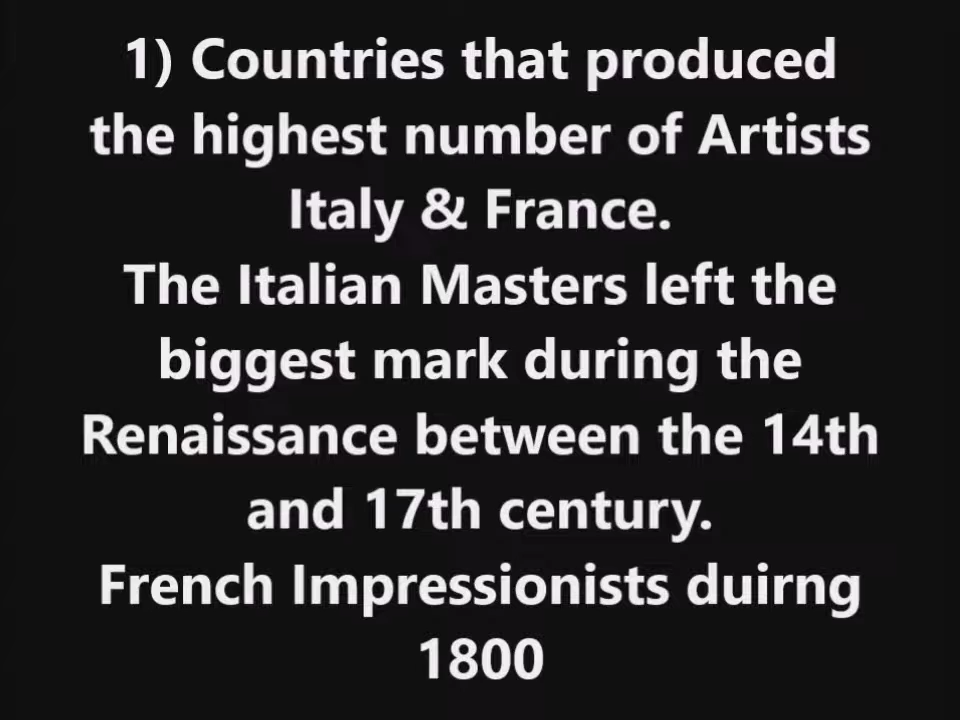 1) Countries that produced
the highest number of Artists
Italy & France.
The Italian Masters left the
biggest mark during the
Renaissance between the 14th
and 17th century.
French Impressionists duirng
1800